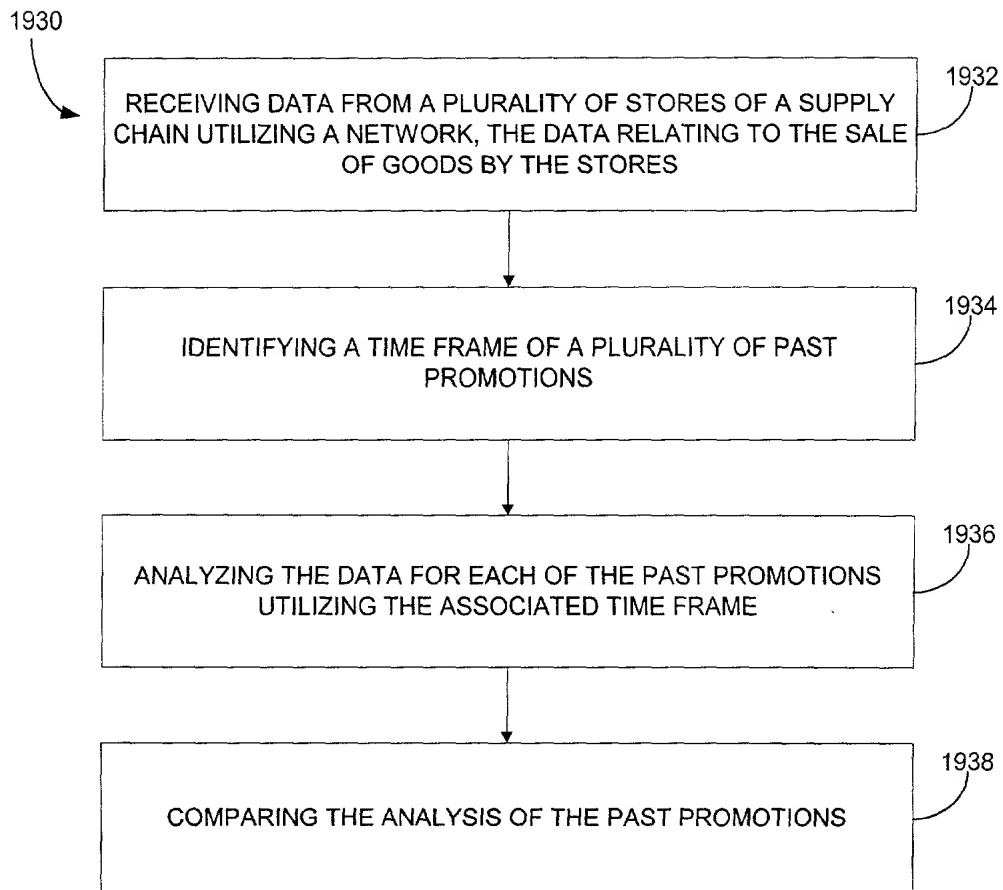 1930
1932
RECEIVING DATA FROM A PLURALITY OF STORES OF A SUPPLY
CHAIN UTILIZING A NETWORK, THE DATA RELATING TO THE SALE
OF GOODS BY THE STORES
1934
IDENTIFYING A TIME FRAME OF A PLURALITY OF PAST
PROMOTIONS
1936
ANALYZING THE DATA FOR EACH OF THE PAST PROMOTIONS
UTILIZING THE ASSOCIATED TIME FRAME
1938
COMPARING THE ANALYSIS OF THE PAST PROMOTIONS